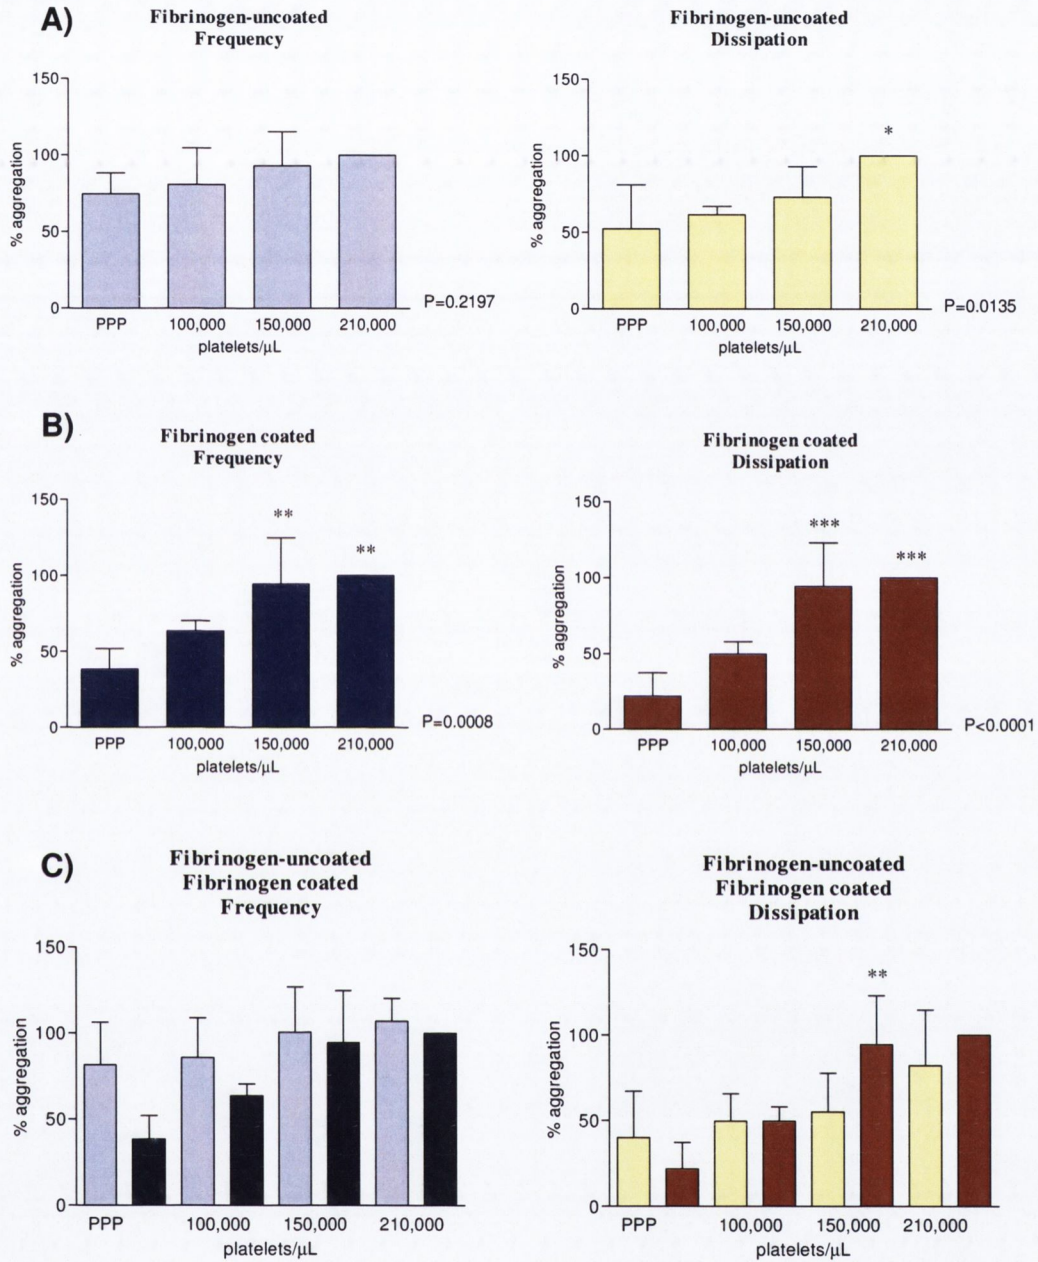 A)
Fibrinogen-uncoated
Frequency
% aggregation
150
100
50
0
PPP 100,000 150,000 210,000
platelets/µL
P=0.2197
Fibrinogen-uncoated
Dissipation
% aggregation
150
100
50
0
*
PPP 100,000 150,000 210,000
platelets/µL
P=0.0135
B)
Fibrinogen coated
Frequency
% aggregation
150
100
50
0
** **
PPP 100,000 150,000 210,000
platelets/µL
P=0.0008
Fibrinogen coated
Dissipation
% aggregation
150
100
50
0
*** ***
PPP 100,000 150,000 210,000
platelets/µL
P<0.0001
C)
Fibrinogen-uncoated
Fibrinogen coated
Frequency
% aggregation
150
100
50
0
PPP 100,000 150,000 210,000
platelets/µL
Fibrinogen-uncoated
Fibrinogen coated
Dissipation
% aggregation
150
100
50
0
**
PPP 100,000 150,000 210,000
platelets/µL